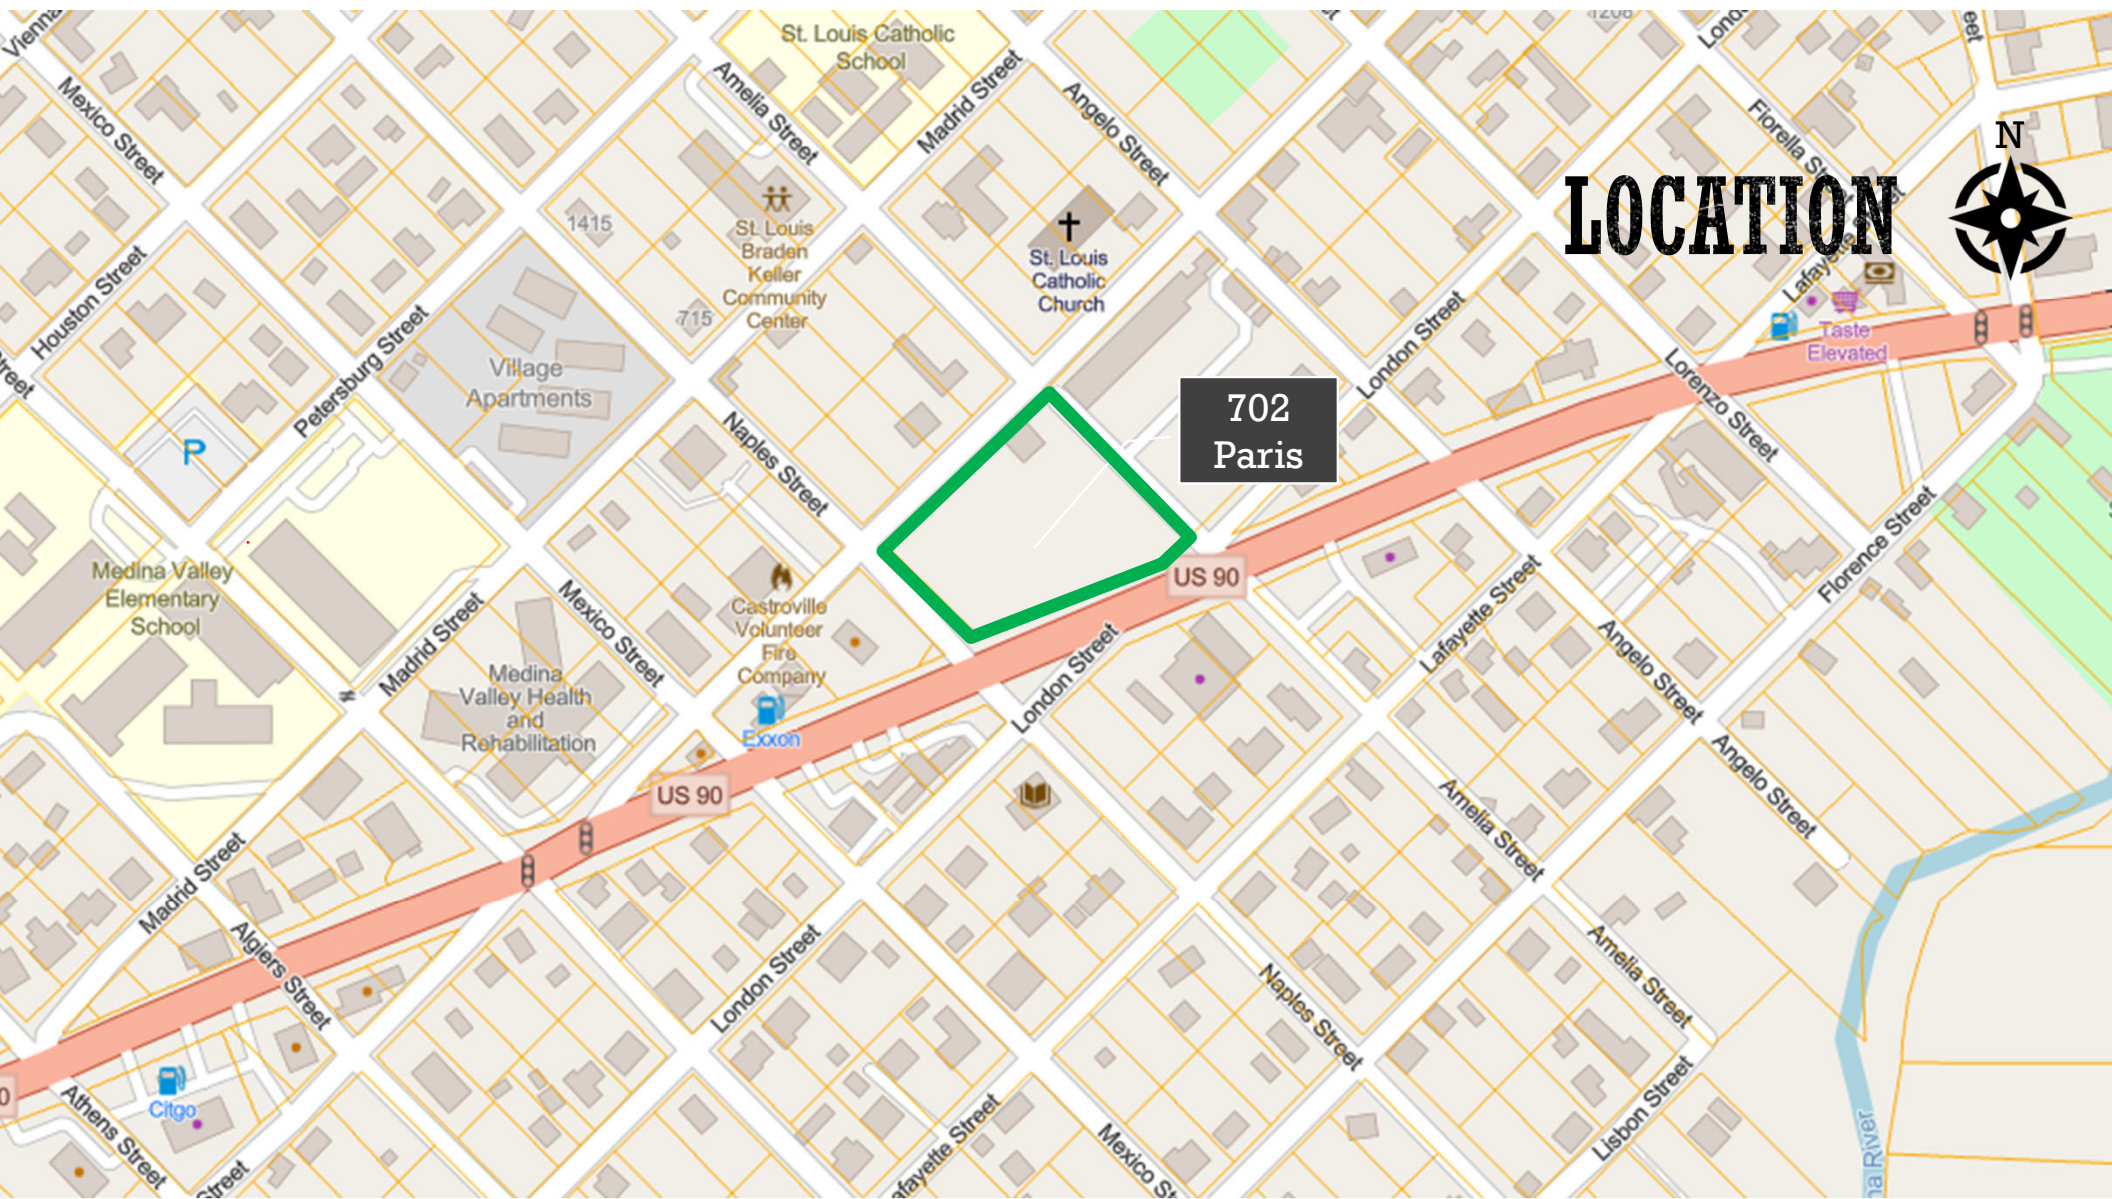 St. Louis Catholic
School
Mexico Street
Amelia Street
Madrid Street
Angelo Street
Florella
N
LOCATION
1415
St. Louis
Braden
Keller
Community
Center
St. Louis
Catholic
Church
Houston Street
715
Petersburg Street
London Street
Taste
Elevated
Village
Apartments
Lorenzo Street
702
Paris
Naples Street
P
Medina Valley
Elementary
School
US 90
Florence Street
Castroville
Volunteer
Fire
Company
Mexico Street
Madrid Street
Lafayette Street
Angelo Street
London Street
Medina
Valley Health
and
Rehabilitation
Exxon
US 90
Angelo Street
Amelia Street
Madrid Street
Algiers Street
London Street
Amelia Street
Naples Street
Citgo
Athens Street
Lisbon Street
Mexico St
Street
River